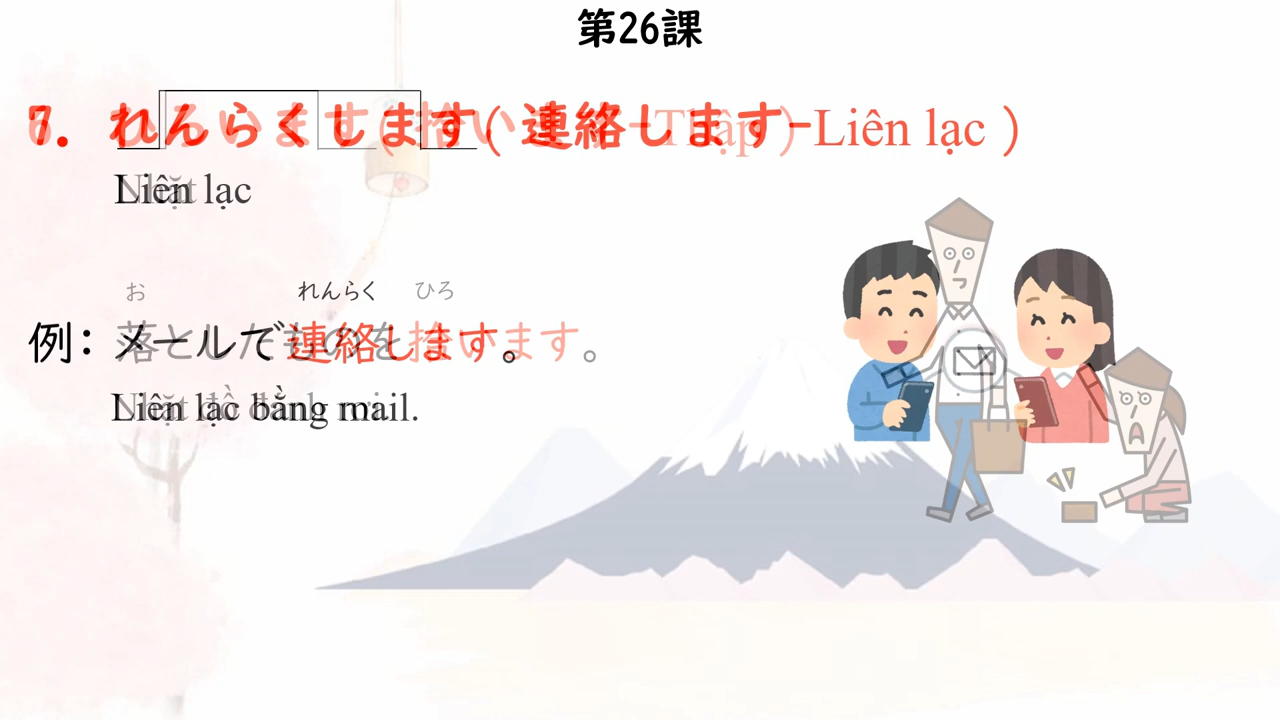 第26課
7. れんらくします( 連絡します-Liên lạc )
Liên lạc
れんらく
例：メールで連絡します。
Liên lạc bằng mail.